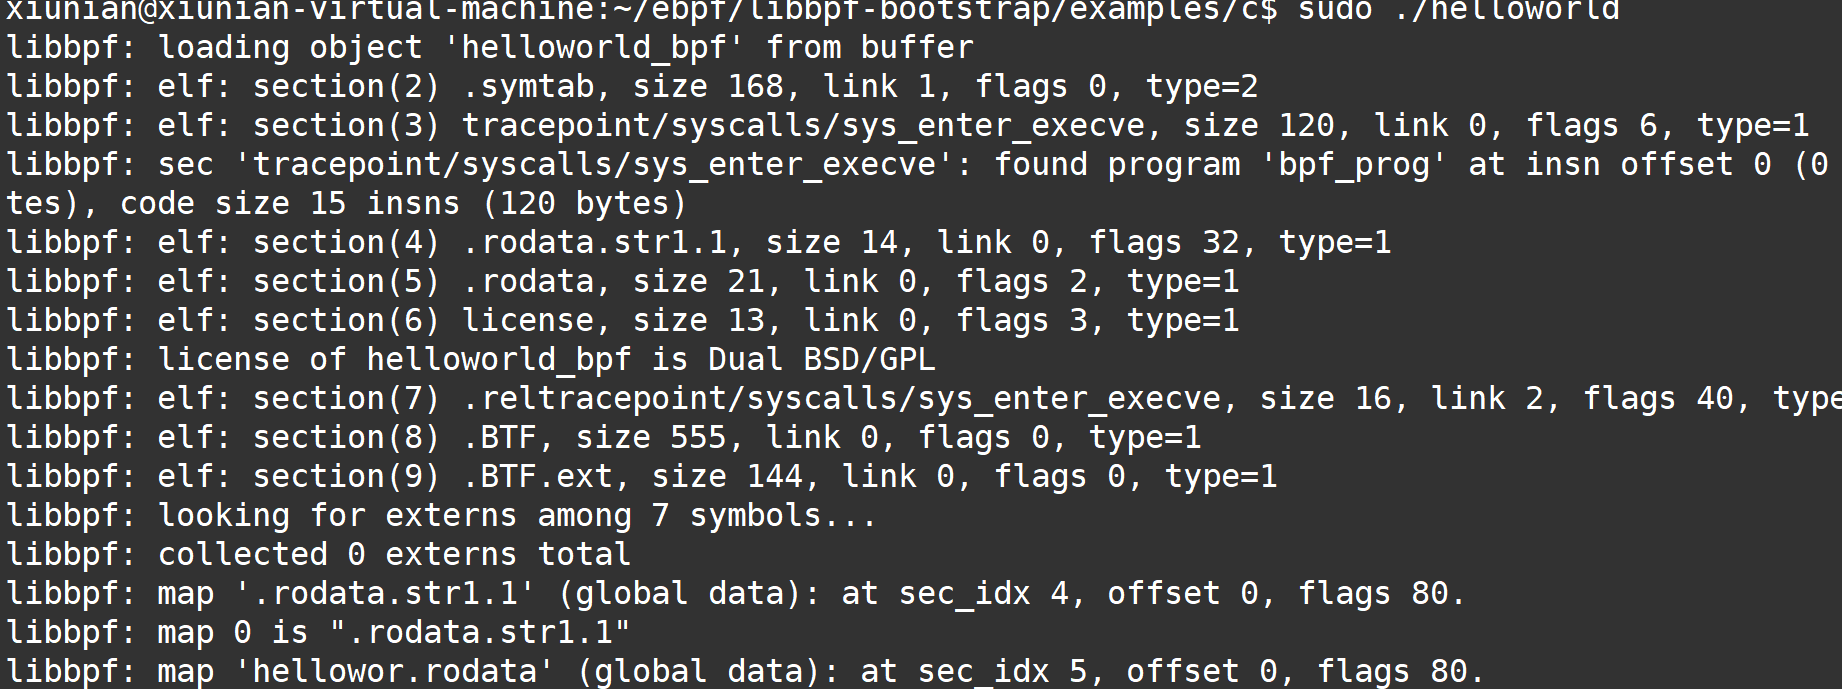 xiunian@xiunian-virtual-machine:~/ebpf/libbpf-bootstrap/examples/c$ sudo ./helloworld
libbpf: loading object 'helloworld_bpf' from buffer
libbpf: elf: section(2) .symtab, size 168, link 1, flags 0, type=2
libbpf: elf: section(3) tracepoint/syscalls/sys_enter_execve, size 120, link 0, flags 6, type=1
libbpf: sec 'tracepoint/syscalls/sys_enter_execve': found program 'bpf_prog' at insn offset 0 (0
tes), code size 15 insns (120 bytes)
libbpf: elf: section(4) .rodata.str1.1, size 14, link 0, flags 32, type=1
libbpf: elf: section(5) .rodata, size 21, link 0, flags 2, type=1
libbpf: elf: section(6) license, size 13, link 0, flags 3, type=1
libbpf: license of helloworld_bpf is Dual BSD/GPL
libbpf: elf: section(7) .reltracepoint/syscalls/sys_enter_execve, size 16, link 2, flags 40, type
libbpf: elf: section(8) .BTF, size 555, link 0, flags 0, type=1
libbpf: elf: section(9) .BTF.ext, size 144, link 0, flags 0, type=1
libbpf: looking for externs among 7 symbols...
libbpf: collected 0 externs total
libbpf: map '.rodata.str1.1' (global data): at sec_idx 4, offset 0, flags 80.
libbpf: map 0 is ".rodata.str1.1"
libbpf: map 'hellowor.rodata' (global data): at sec_idx 5, offset 0, flags 80.